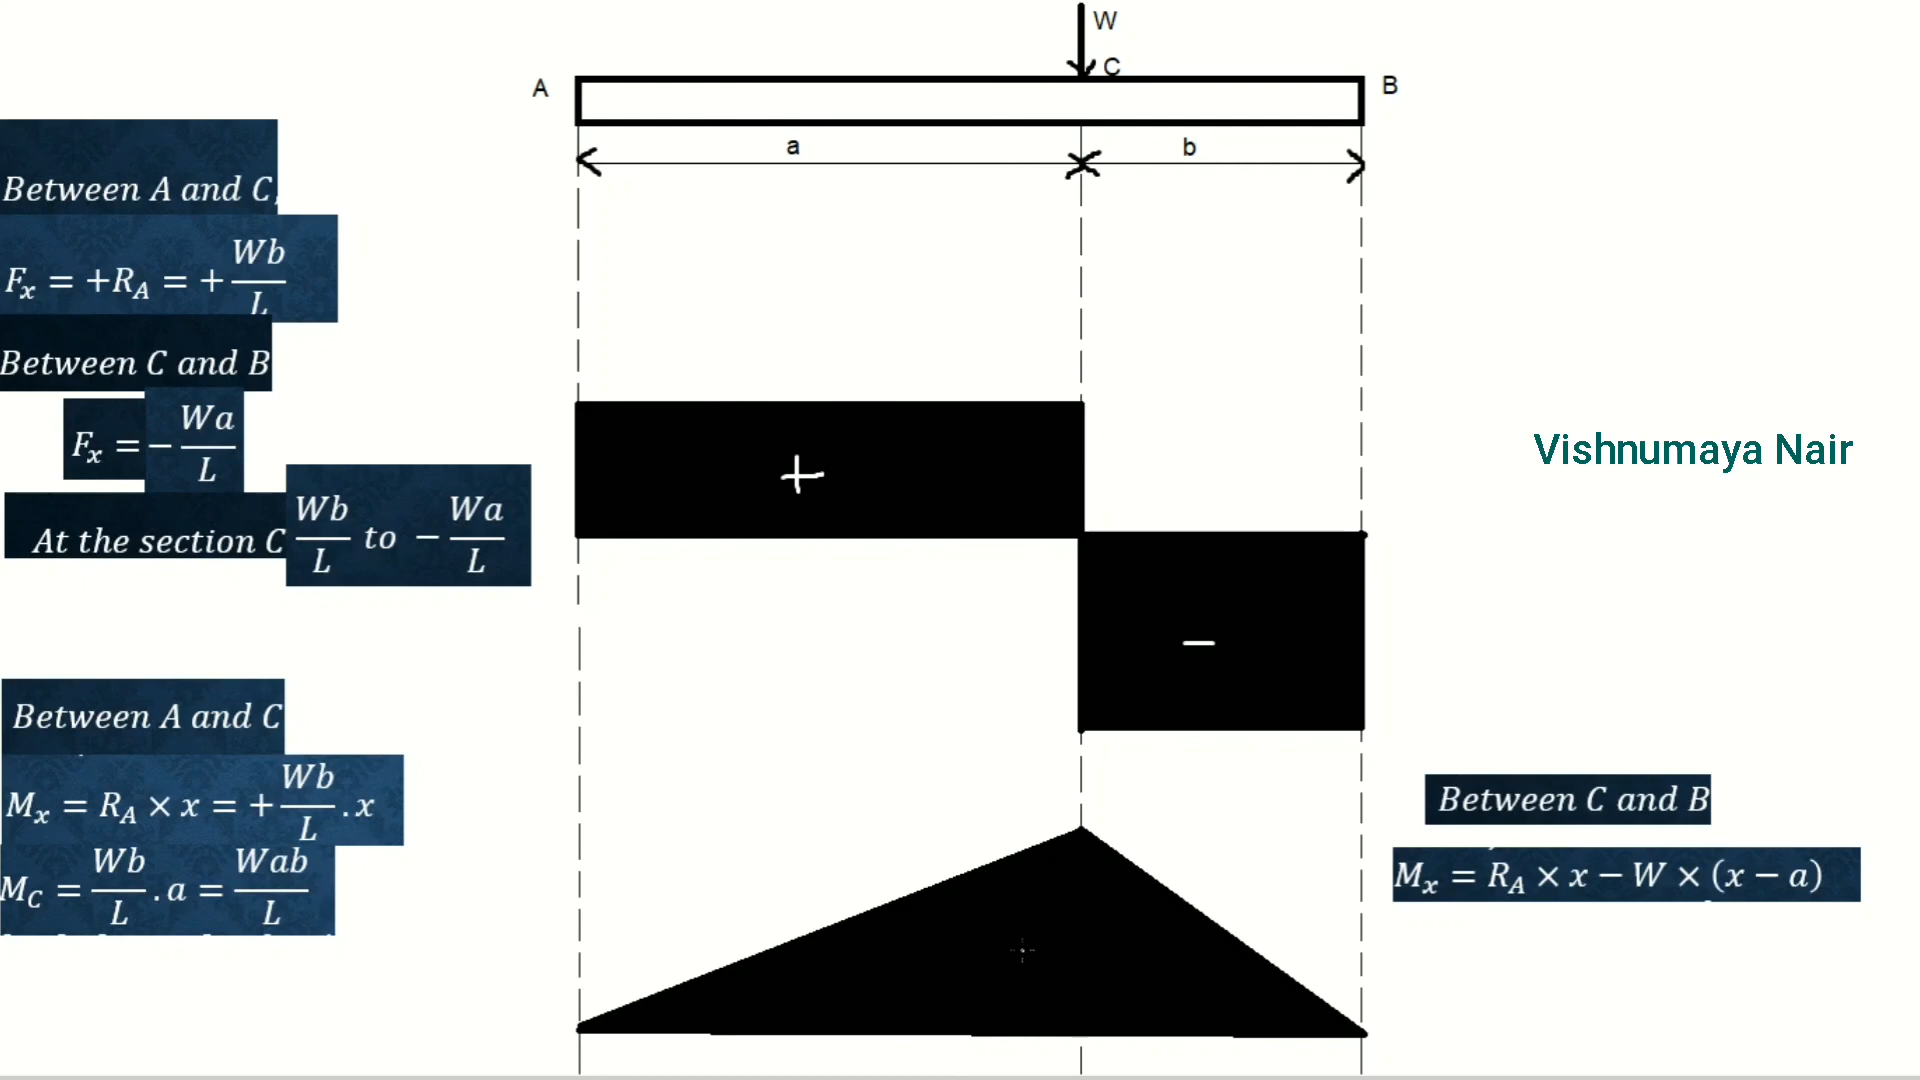 W
C
A
B
a
b
Between A and C,
F_x = +R_A = + Wb/L
Between C and B
F_x = − Wa/L
At the section C Wb/L to − Wa/L
+
−
Vishnumaya Nair
Between A and C
M_x = R_A × x = + Wb/L . x
M_C = Wb/L . a = Wab/L
Between C and B
M_x = R_A × x − W × (x − a)